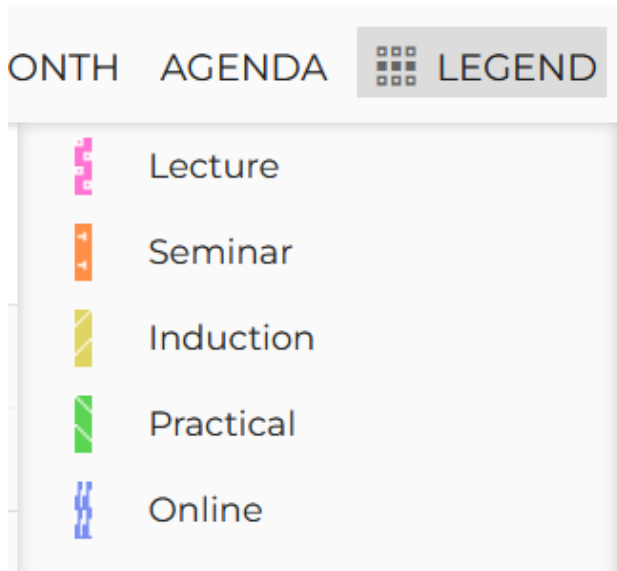 ONTH AGENDA LEGEND
Lecture
Seminar
Induction
Practical
Online